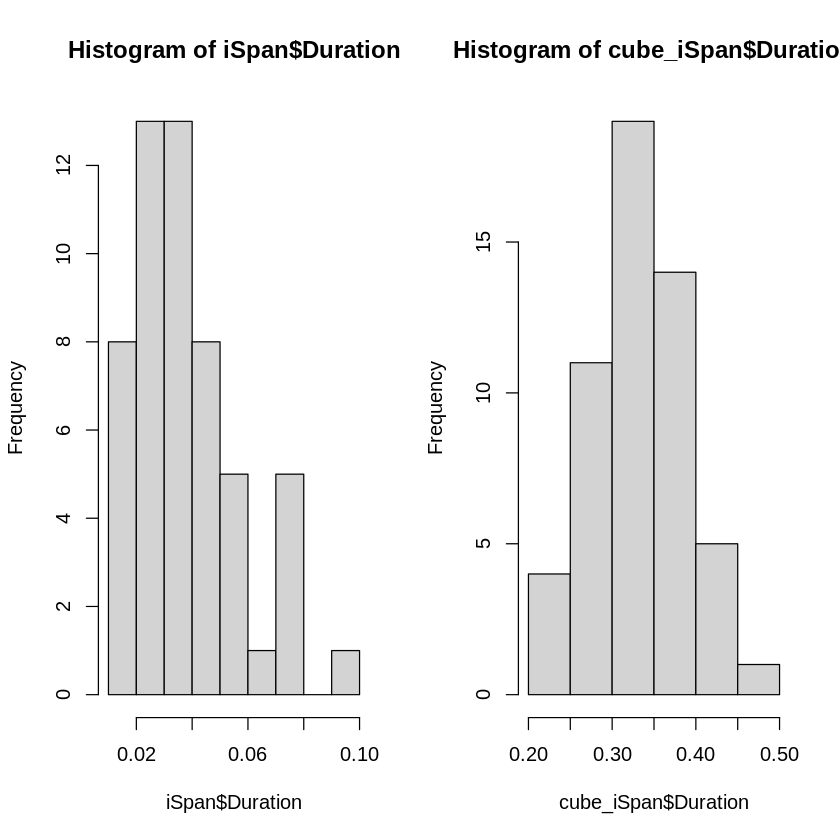 Histogram of iSpan$Duration
Frequency
12
10
8
6
4
2
0
0.02 0.06 0.10
iSpan$Duration
Histogram of cube_iSpan$Duratio
Frequency
15
10
5
0
0.20 0.30 0.40 0.50
cube_iSpan$Duration